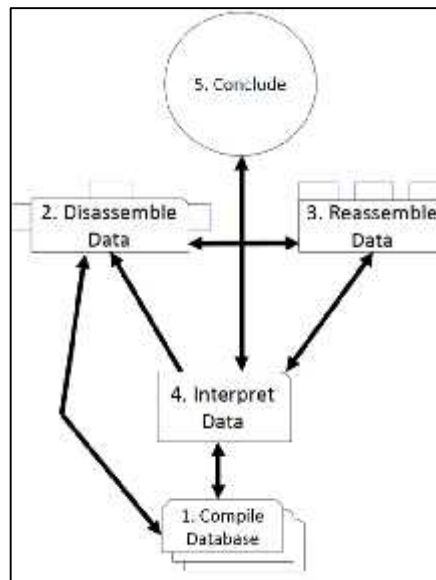 5. Conclude
2. Disassemble
Data
3. Reassemble
Data
4. Interpret
Data
1. Compile
Database